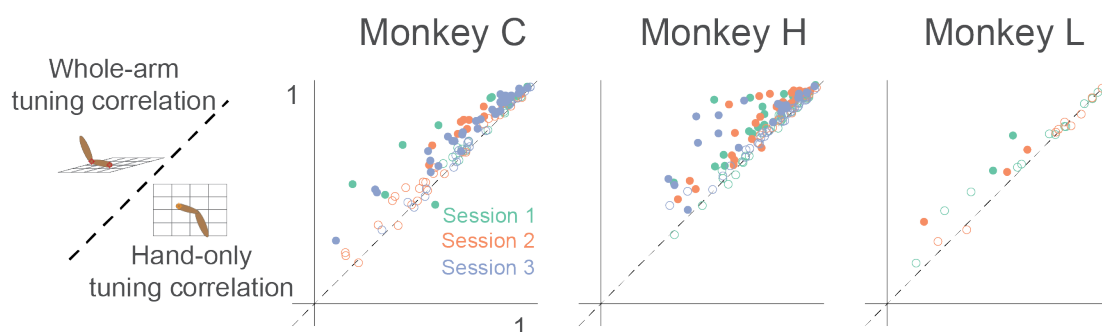 Monkey C
Monkey H
Monkey L
Whole-arm
tuning correlation
1
Hand-only
tuning correlation
Session 1
Session 2
Session 3
1